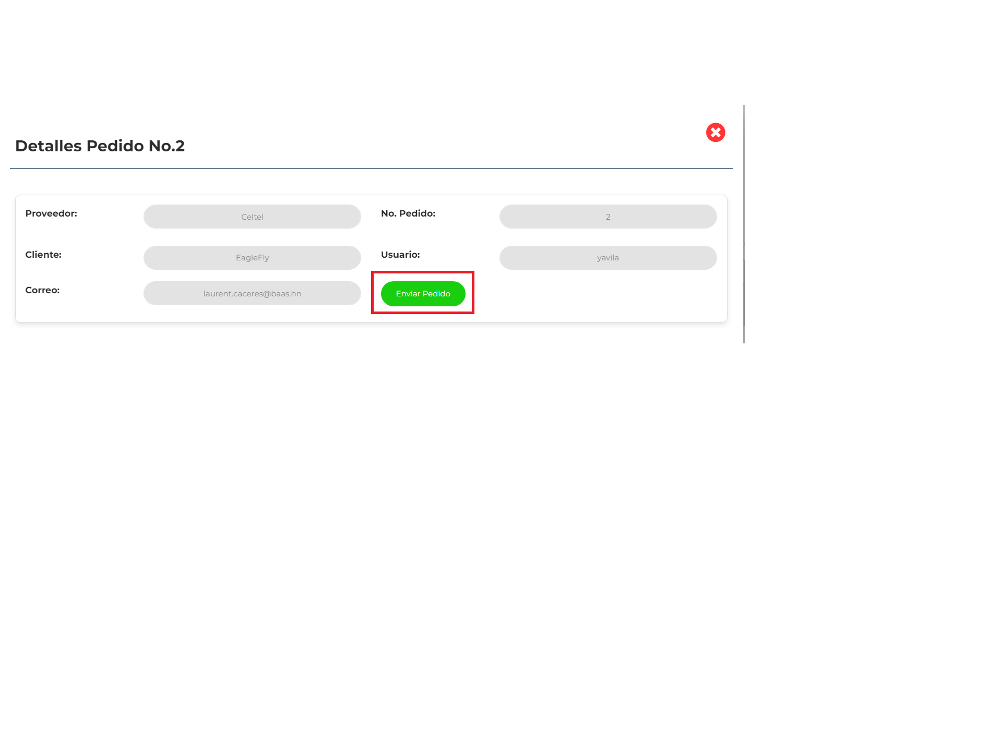 Detalles Pedido No.2
Proveedor: Celtel No. Pedido: 2
Cliente: EagleFly Usuario: yavila
Correo: laurent.caceres@baas.hn Enviar Pedido